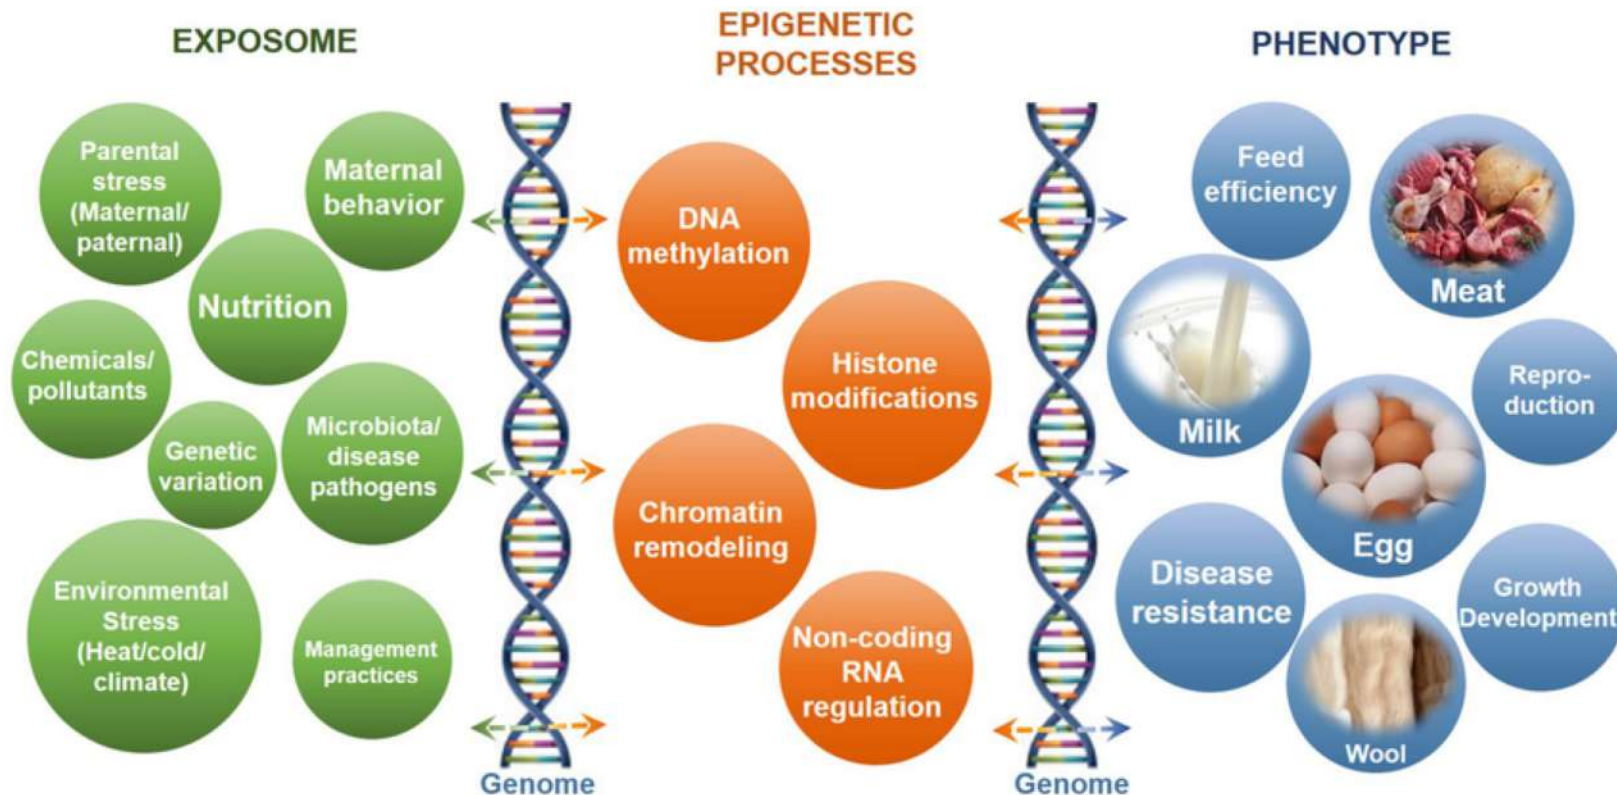 EXPOSOME
Parental
stress
(Maternal/
paternal)
Maternal
behavior
Nutrition
Chemicals/
pollutants
Genetic
variation
Microbiota/
disease
pathogens
Environmental
Stress
(Heat/cold/
climate)
Management
practices
Genome
EPIGENETIC
PROCESSES
DNA
methylation
Histone
modifications
Chromatin
remodeling
Non-coding
RNA
regulation
Genome
PHENOTYPE
Feed
efficiency
Meat
Milk
Repro-
duction
Egg
Disease
resistance
Growth
Development
Wool